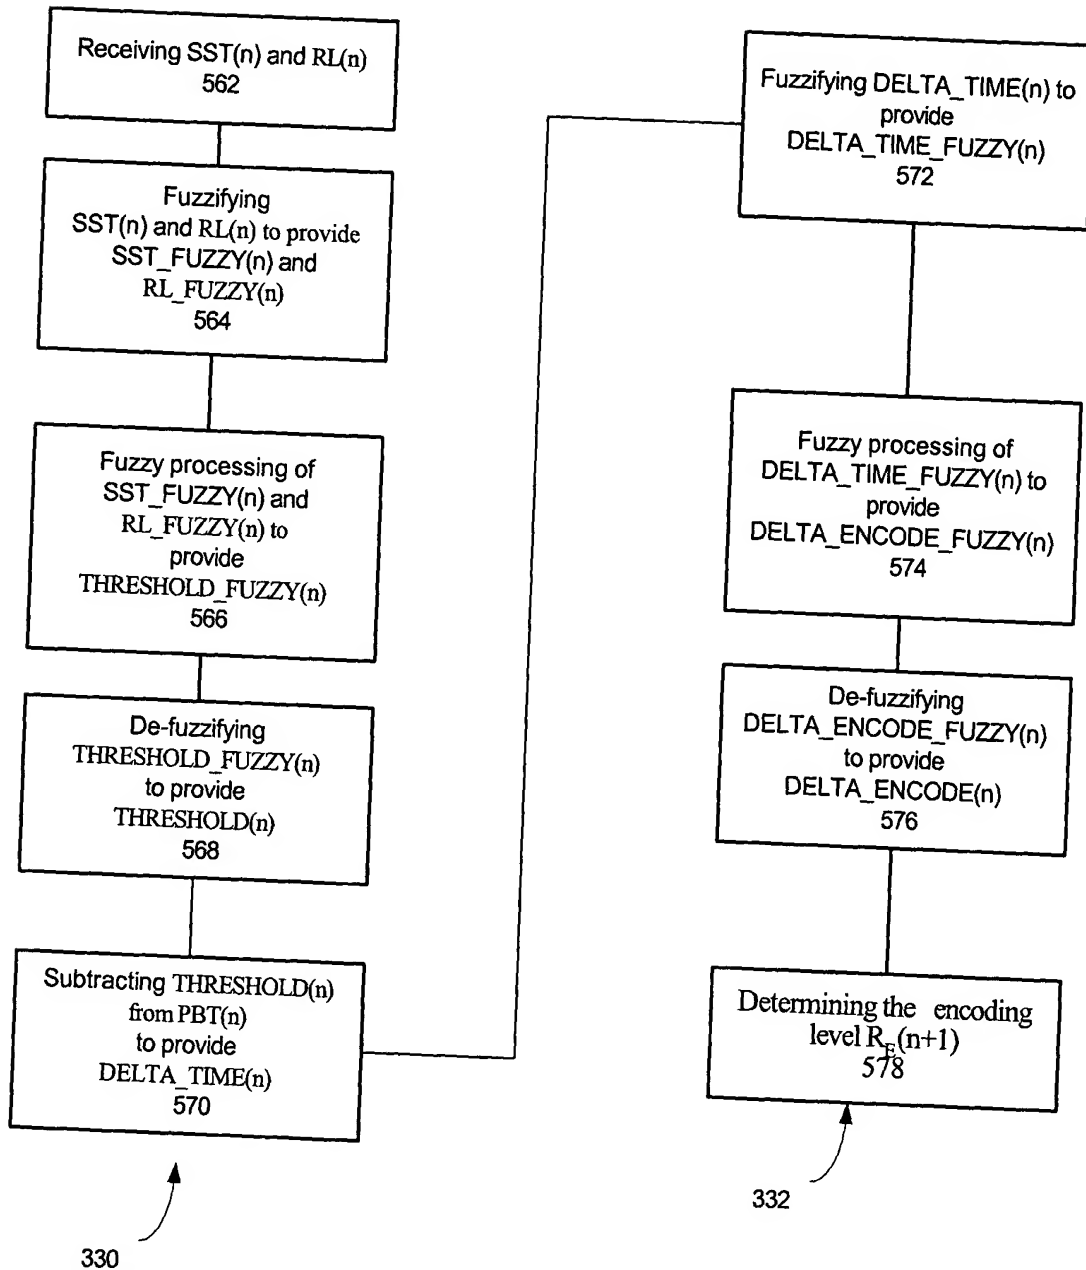 Receiving SST(n) and RL(n)
562
Fuzzifying
SST(n) and RL(n) to provide
SST_FUZZY(n) and
RL_FUZZY(n)
564
Fuzzy processing of
SST_FUZZY(n) and
RL_FUZZY(n) to
provide
THRESHOLD_FUZZY(n)
566
De-fuzzifying
THRESHOLD_FUZZY(n)
to provide
THRESHOLD(n)
568
Subtracting THRESHOLD(n)
from PBT(n)
to provide
DELTA_TIME(n)
570
330
Fuzzifying DELTA_TIME(n) to
provide
DELTA_TIME_FUZZY(n)
572
Fuzzy processing of
DELTA_TIME_FUZZY(n) to
provide
DELTA_ENCODE_FUZZY(n)
574
De-fuzzifying
DELTA_ENCODE_FUZZY(n)
to provide
DELTA_ENCODE(n)
576
Determining the encoding
level R_E(n+1)
578
332